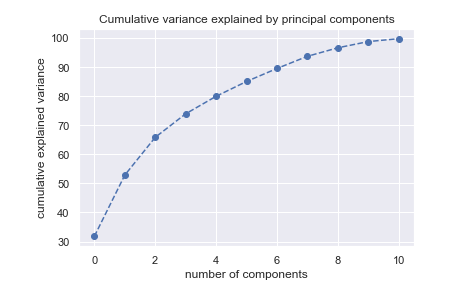 Cumulative variance explained by principal components
cumulative explained variance
100
90
80
70
60
50
40
30
0 2 4 6 8 10
number of components